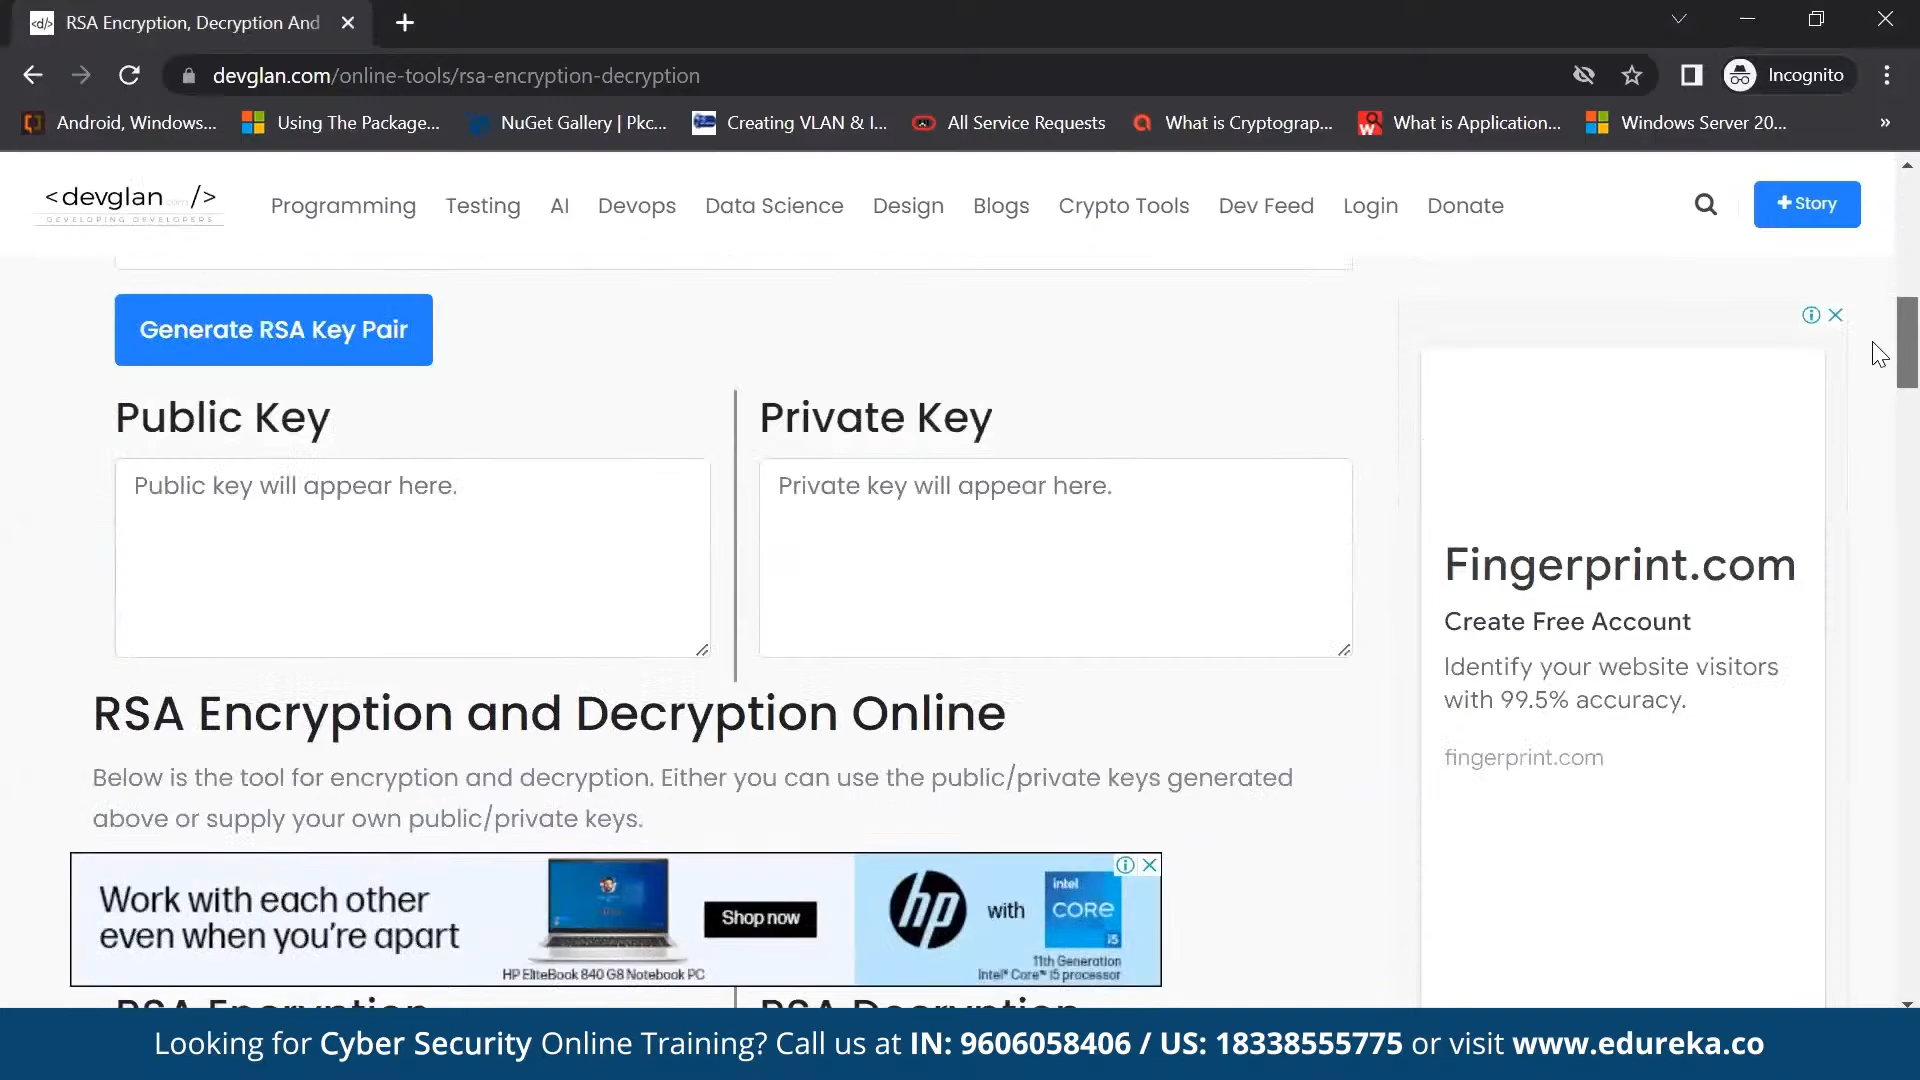 <d/> RSA Encryption, Decryption And
devglan.com/online-tools/rsa-encryption-decryption
Incognito
Android, Windows...
Using The Package...
NuGet Gallery | Pkc...
Creating VLAN & I...
All Service Requests
What is Cryptograp...
What is Application...
Windows Server 20...
»
<devglan.com/>
DEVELOPING DEVELOPERS
Programming
Testing
AI
Devops
Data Science
Design
Blogs
Crypto Tools
Dev Feed
Login
Donate
+ Story
Generate RSA Key Pair
Public Key
Private Key
Public key will appear here.
Private key will appear here.
RSA Encryption and Decryption Online
Below is the tool for encryption and decryption. Either you can use the public/private keys generated
above or supply your own public/private keys.
Fingerprint.com
Create Free Account
Identify your website visitors
with 99.5% accuracy.
fingerprint.com
Work with each other
even when you're apart
HP EliteBook 840 G8 Notebook PC
Shop now
hp
with
intel
CORE
i5
11th Generation
Intel® Core™ i5 processor
RSA Encryption
RSA Decryption
Looking for Cyber Security Online Training? Call us at IN: 9606058406 / US: 18338555775 or visit www.edureka.co